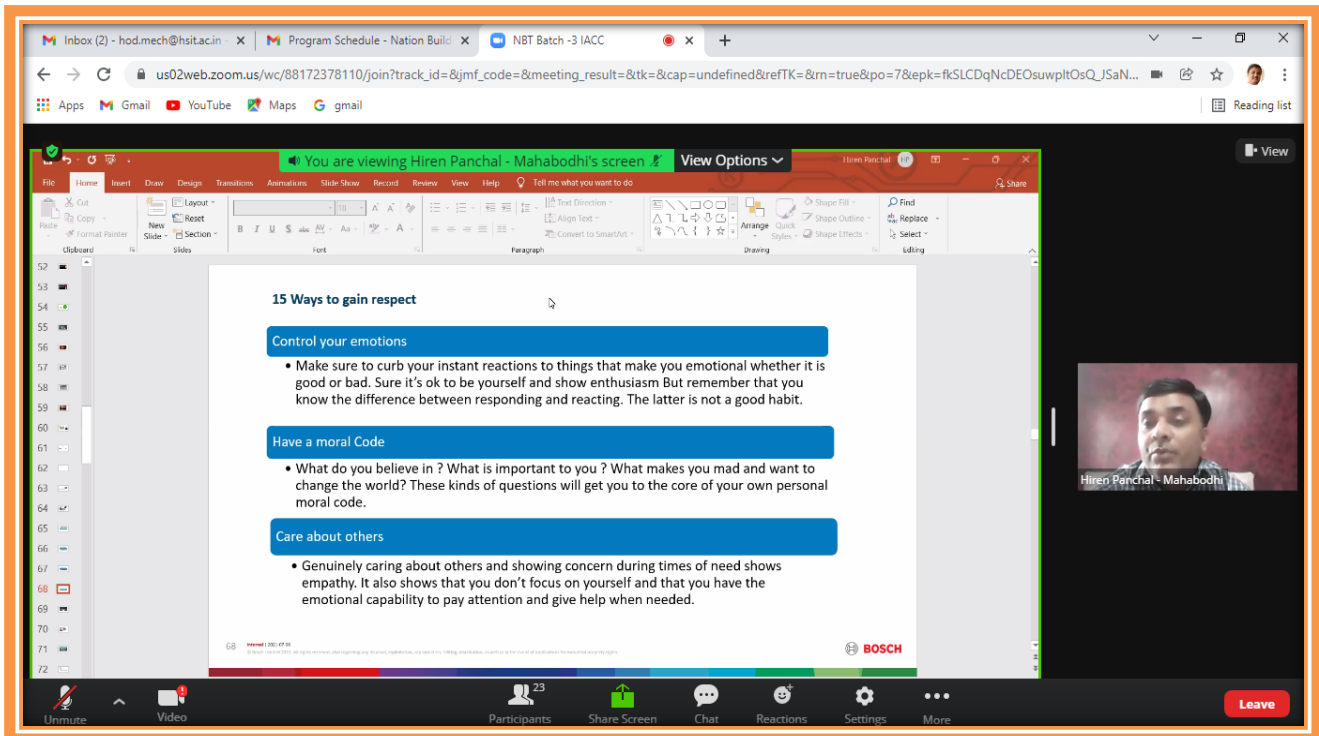 Inbox (2) - hod.mech@hsit.ac.in -
Program Schedule - Nation Build
NBT Batch -3 IACC
us02web.zoom.us/wc/88172378110/join?track_id=&jmf_code=&meeting_result=&tk=&cap=undefined&refTK=&rn=true&po=7&epk=fkSLCDqNcDEOsuwpltOsQ_JSaN...
Apps Gmail YouTube Maps gmail Reading list
You are viewing Hiren Panchal - Mahabodhi's screen View Options
Hiren Panchal HP
View
File Home Insert Draw Design Transitions Animations Slide Show Record Review View Help Tell me what you want to do Share
Cut
Copy
Format Painter
Paste
Clipboard
New Slide
Layout
Reset
Section
Slides
18
B I U S abc AV Aa A
Font
Text Direction
Align Text
Convert to SmartArt
Paragraph
Arrange
Quick Styles
Shape Fill
Shape Outline
Shape Effects
Drawing
Find
Replace
Select
Editing
52
53
54
55
56
57
58
59
60
61
62
63
64
65
66
67
68
69
70
71
72
15 Ways to gain respect
Control your emotions
• Make sure to curb your instant reactions to things that make you emotional whether it is
good or bad. Sure it's ok to be yourself and show enthusiasm But remember that you
know the difference between responding and reacting. The latter is not a good habit.
Have a moral Code
• What do you believe in ? What is important to you ? What makes you mad and want to
change the world? These kinds of questions will get you to the core of your own personal
moral code.
Care about others
• Genuinely caring about others and showing concern during times of need shows
empathy. It also shows that you don't focus on yourself and that you have the
emotional capability to pay attention and give help when needed.
68 Internal
BOSCH
Hiren Panchal - Mahabodhi
Unmute Video Participants 23 Share Screen Chat Reactions Settings More Leave